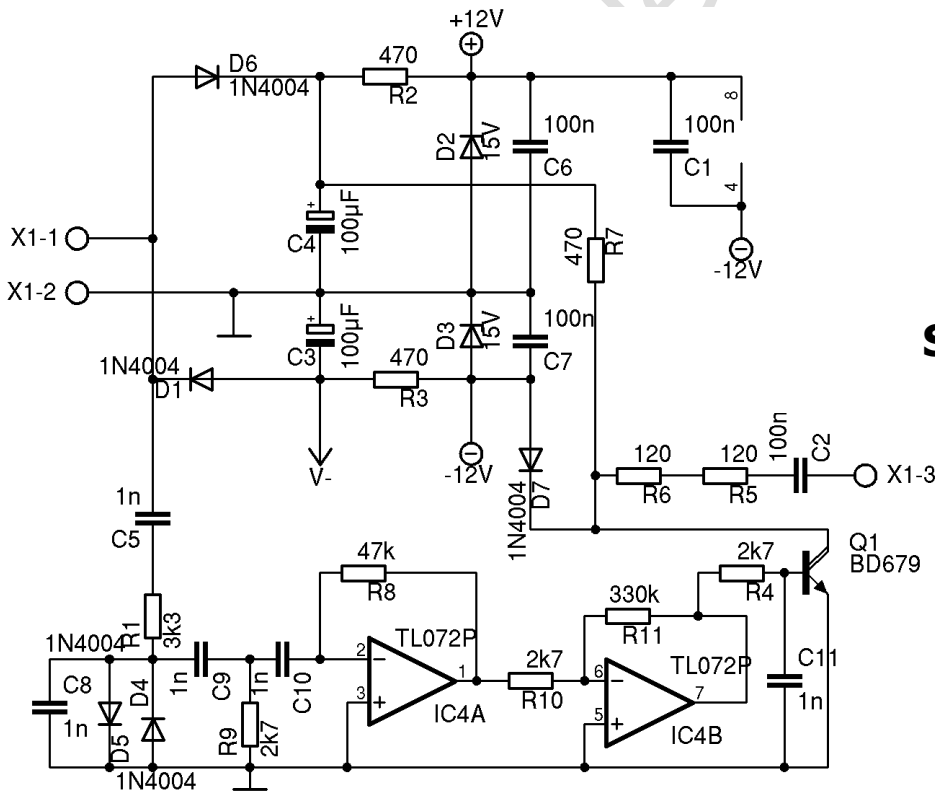 +12V
D6
1N4004
470
R2
8
100n
C6
100n
C1
D2
15V
4
C4
100µF
470
R7
-12V
X1-1
X1-2
C3
100µF
D3
15V
100n
C7
1N4004
D1
470
R3
V-
-12V
1N4004
D7
120
R6
120
R5
100n
C2
X1-3
1n
C5
Q1
BD679
47k
R8
2k7
R4
330k
R11
R1
3k3
1N4004
TL072P
2
1
3
IC4A
TL072P
6
7
5
IC4B
2k7
R10
C11
1n
C8
1n
D4
D5
1n
C9
1n
C10
R9
2k7
1N4004
S